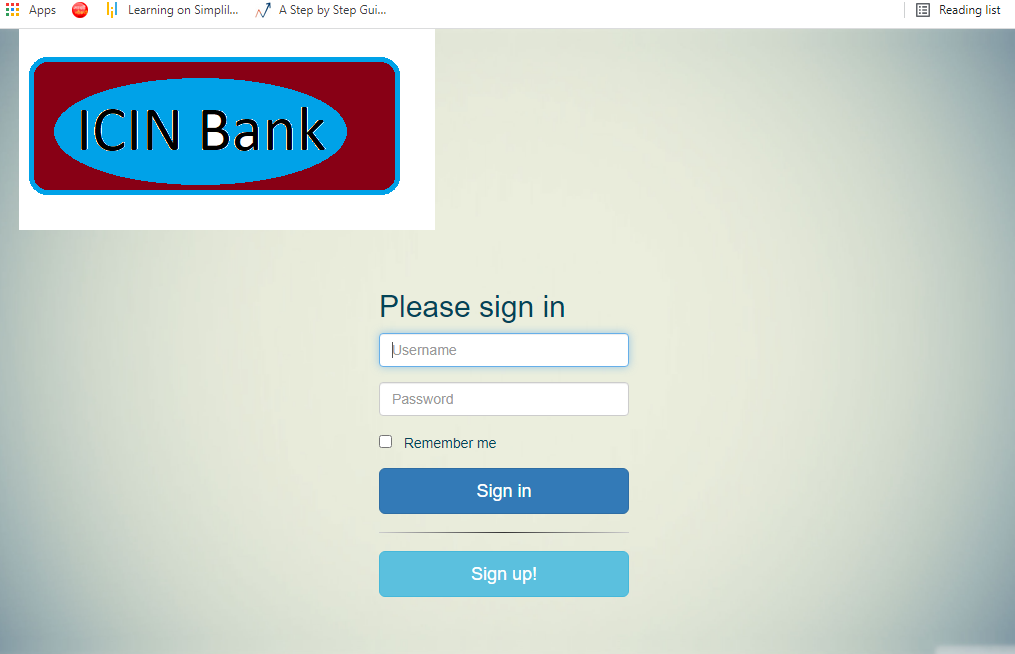 Apps
Learning on Simplil...
A Step by Step Gui...
Reading list
ICIN Bank
Please sign in
Username
Password
Remember me
Sign in
Sign up!